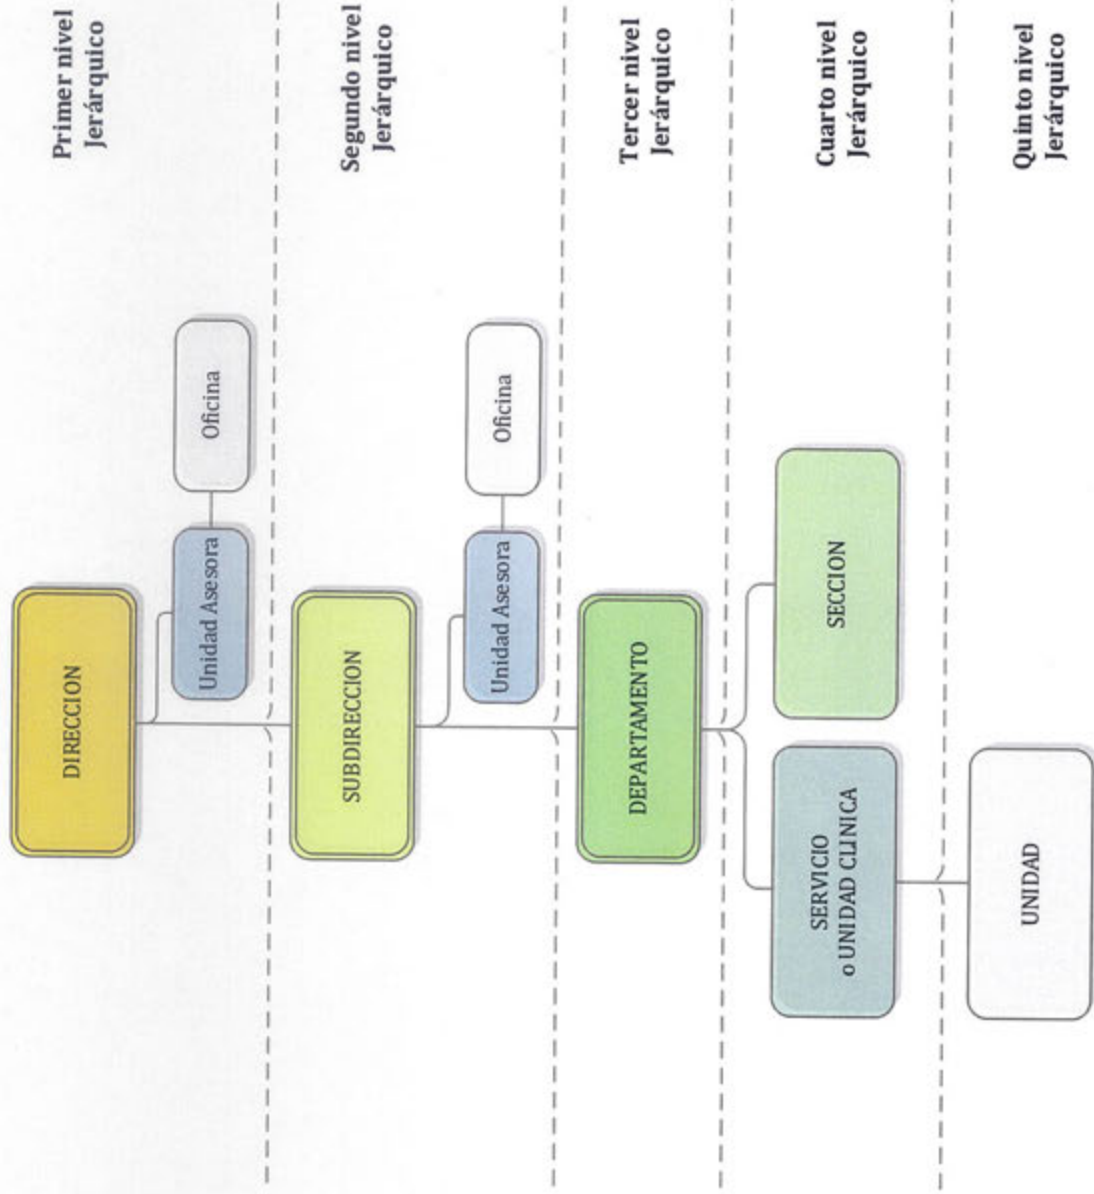 Primer nivel
Jerárquico
DIRECCION
Unidad Asesora
Oficina
Segundo nivel
Jerárquico
SUBDIRECCION
Unidad Asesora
Oficina
Tercer nivel
Jerárquico
DEPARTAMENTO
Cuarto nivel
Jerárquico
SERVICIO
o UNIDAD CLINICA
SECCION
Quinto nivel
Jerárquico
UNIDAD